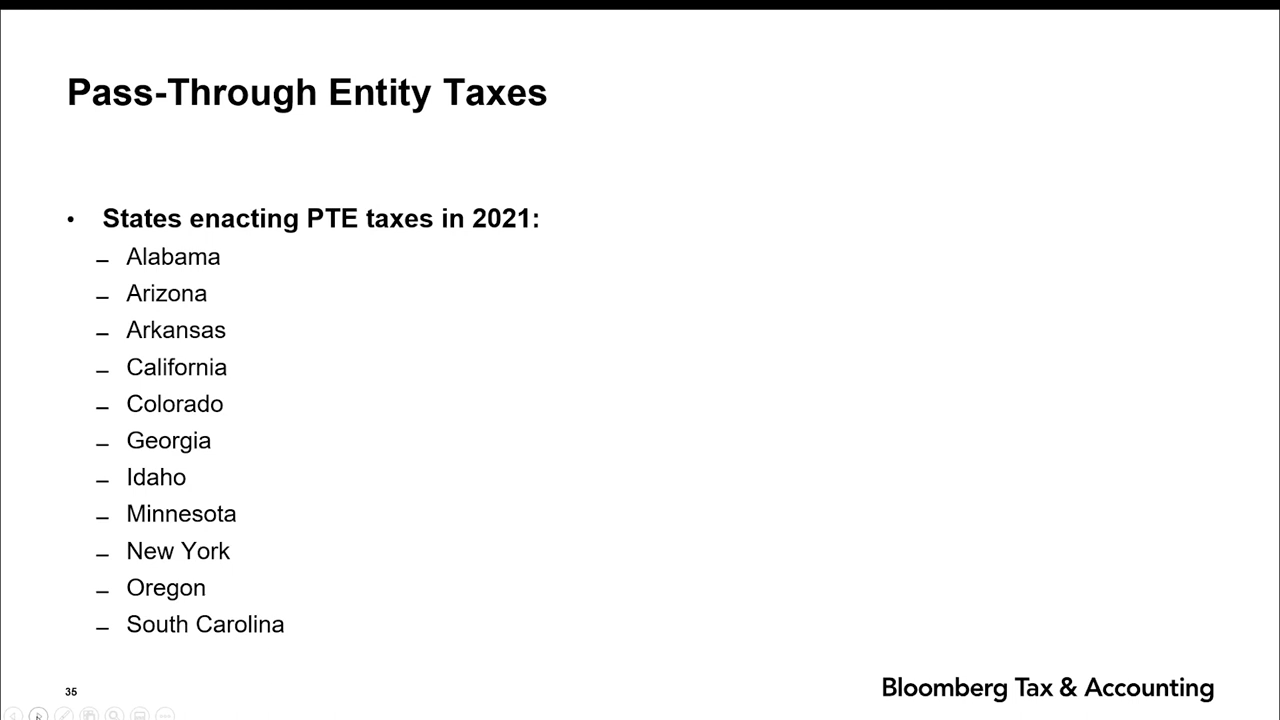 Pass-Through Entity Taxes
• States enacting PTE taxes in 2021:
– Alabama
– Arizona
– Arkansas
– California
– Colorado
– Georgia
– Idaho
– Minnesota
– New York
– Oregon
– South Carolina
35
Bloomberg Tax & Accounting